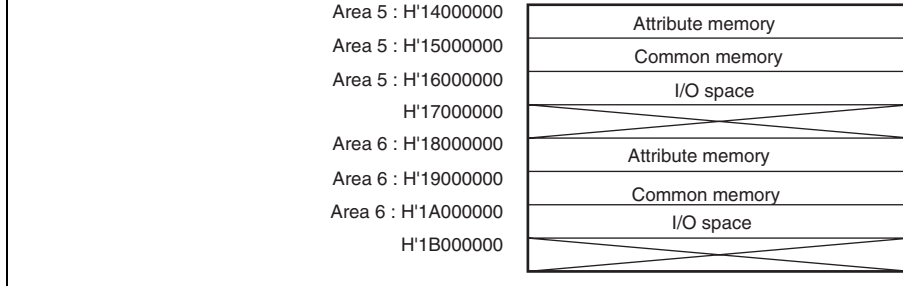 Area 5 : H'14000000
Attribute memory
Area 5 : H'15000000
Common memory
Area 5 : H'16000000
I/O space
H'17000000
Area 6 : H'18000000
Attribute memory
Area 6 : H'19000000
Common memory
Area 6 : H'1A000000
I/O space
H'1B000000